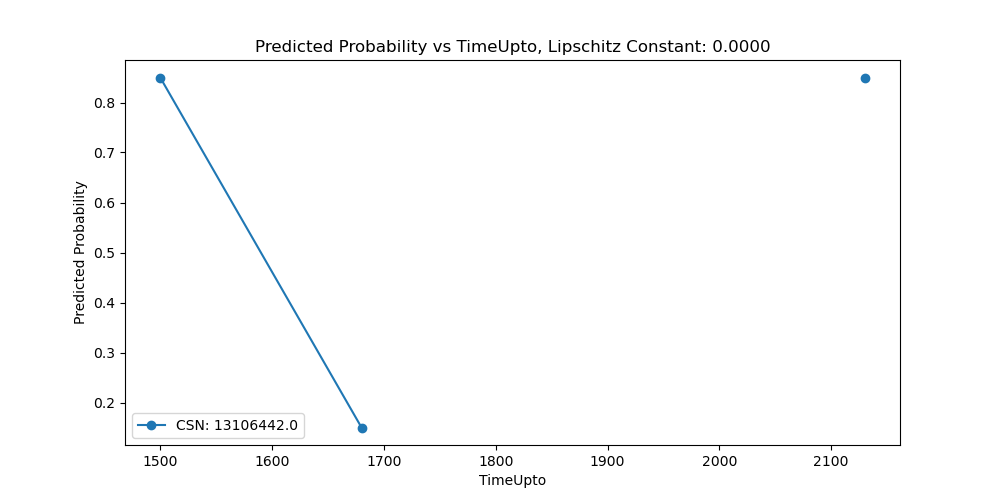 Predicted Probability vs TimeUpto, Lipschitz Constant: 0.0000
Predicted Probability
0.8
0.7
0.6
0.5
0.4
0.3
0.2
CSN: 13106442.0
1500 1600 1700 1800 1900 2000 2100
TimeUpto